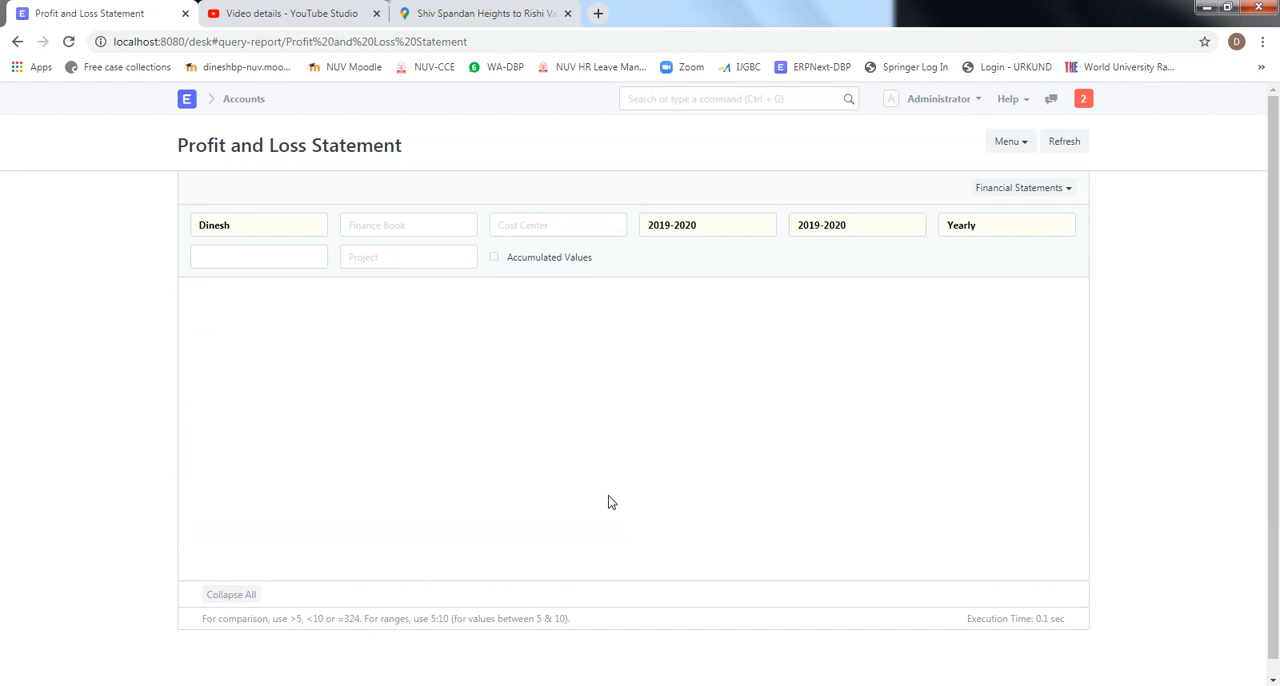 Profit and Loss Statement
Video details - YouTube Studio
Shiv Spandan Heights to Rishi Va
localhost:8080/desk#query-report/Profit%20and%20Loss%20Statement
D
Apps
Free case collections
dineshbp-nuv.moo...
NUV Moodle
NUV-CCE
6 WA-DBP
NUV HR Leave Man...
Zoom
IJGBC
E ERPNext-DBP
Springer Log In
Login - URKUND
THE World University Ra...
»
E Accounts
Search or type a command (Ctrl + G)
A Administrator
Help
2
Profit and Loss Statement
Menu
Refresh
Financial Statements
Dinesh
Finance Book
Cost Center
2019-2020
2019-2020
Yearly
Project
Accumulated Values
Collapse All
For comparison, use >5, <10 or =324. For ranges, use 5:10 (for values between 5 & 10).
Execution Time: 0.1 sec